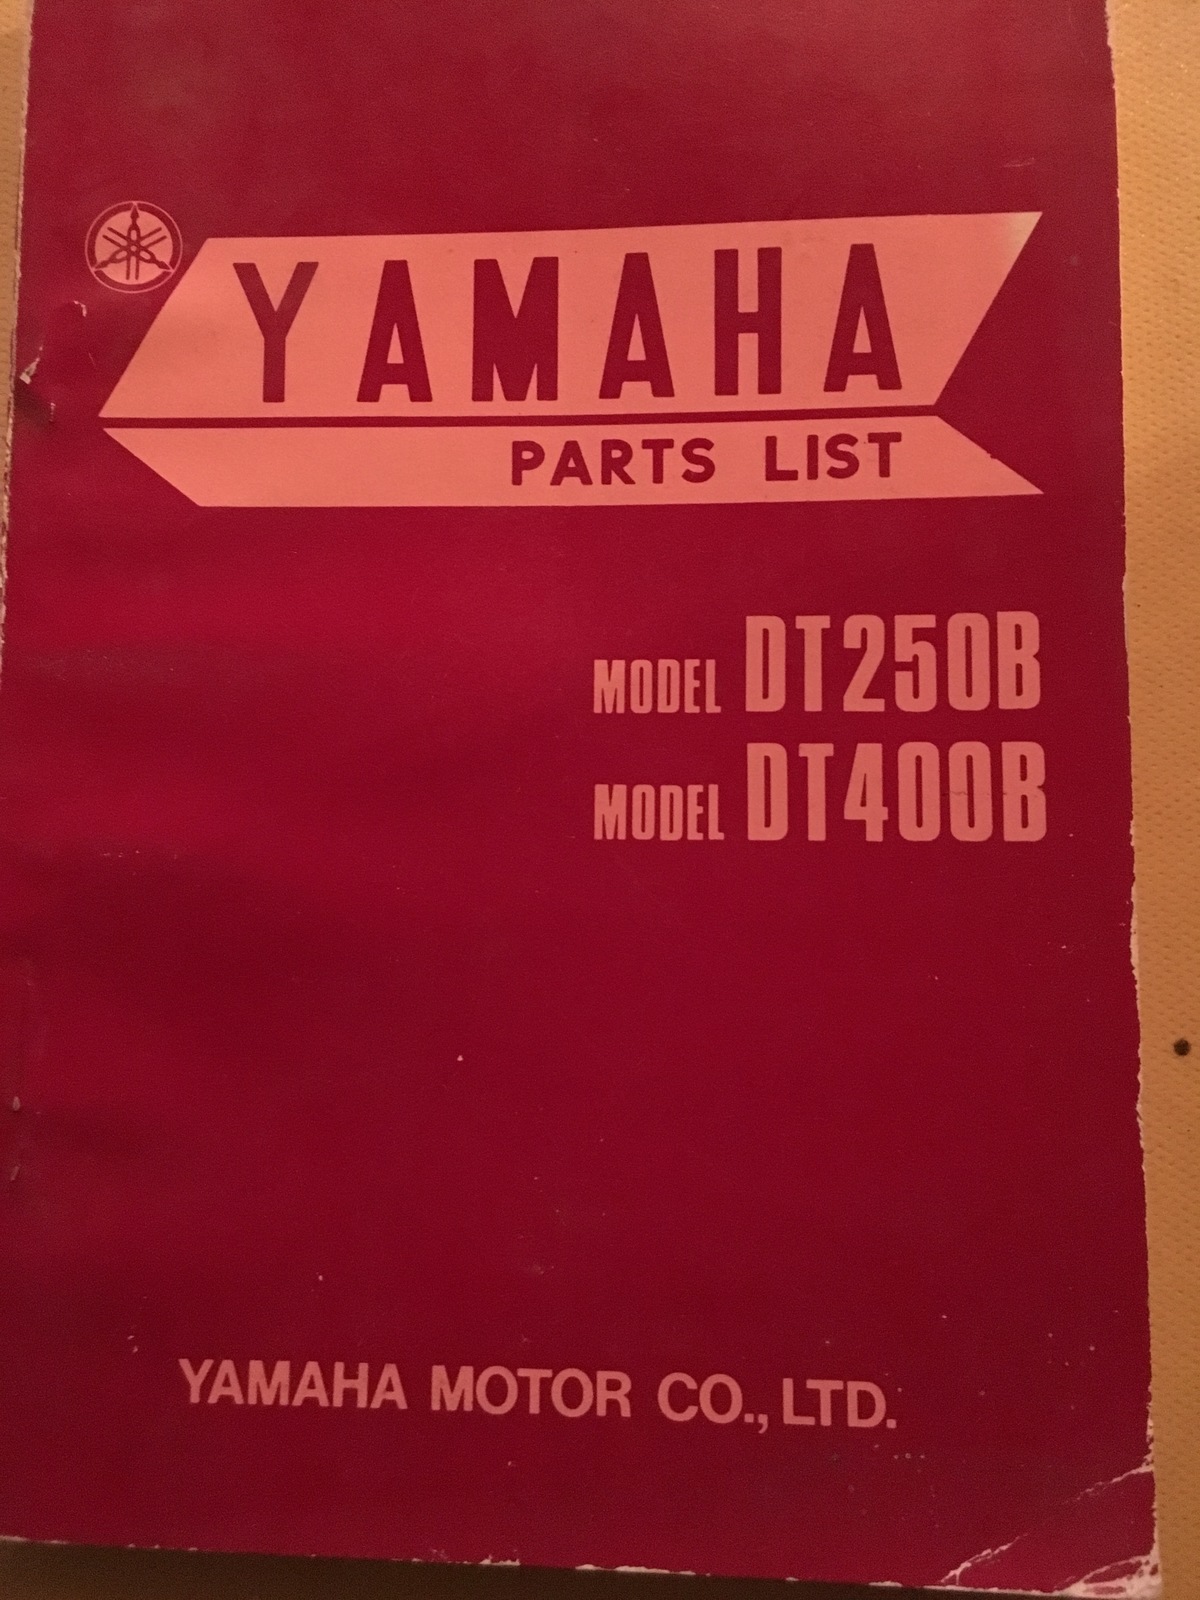 YAMAHA
PARTS LIST
MODEL DT250B
MODEL DT400B
YAMAHA MOTOR CO., LTD.